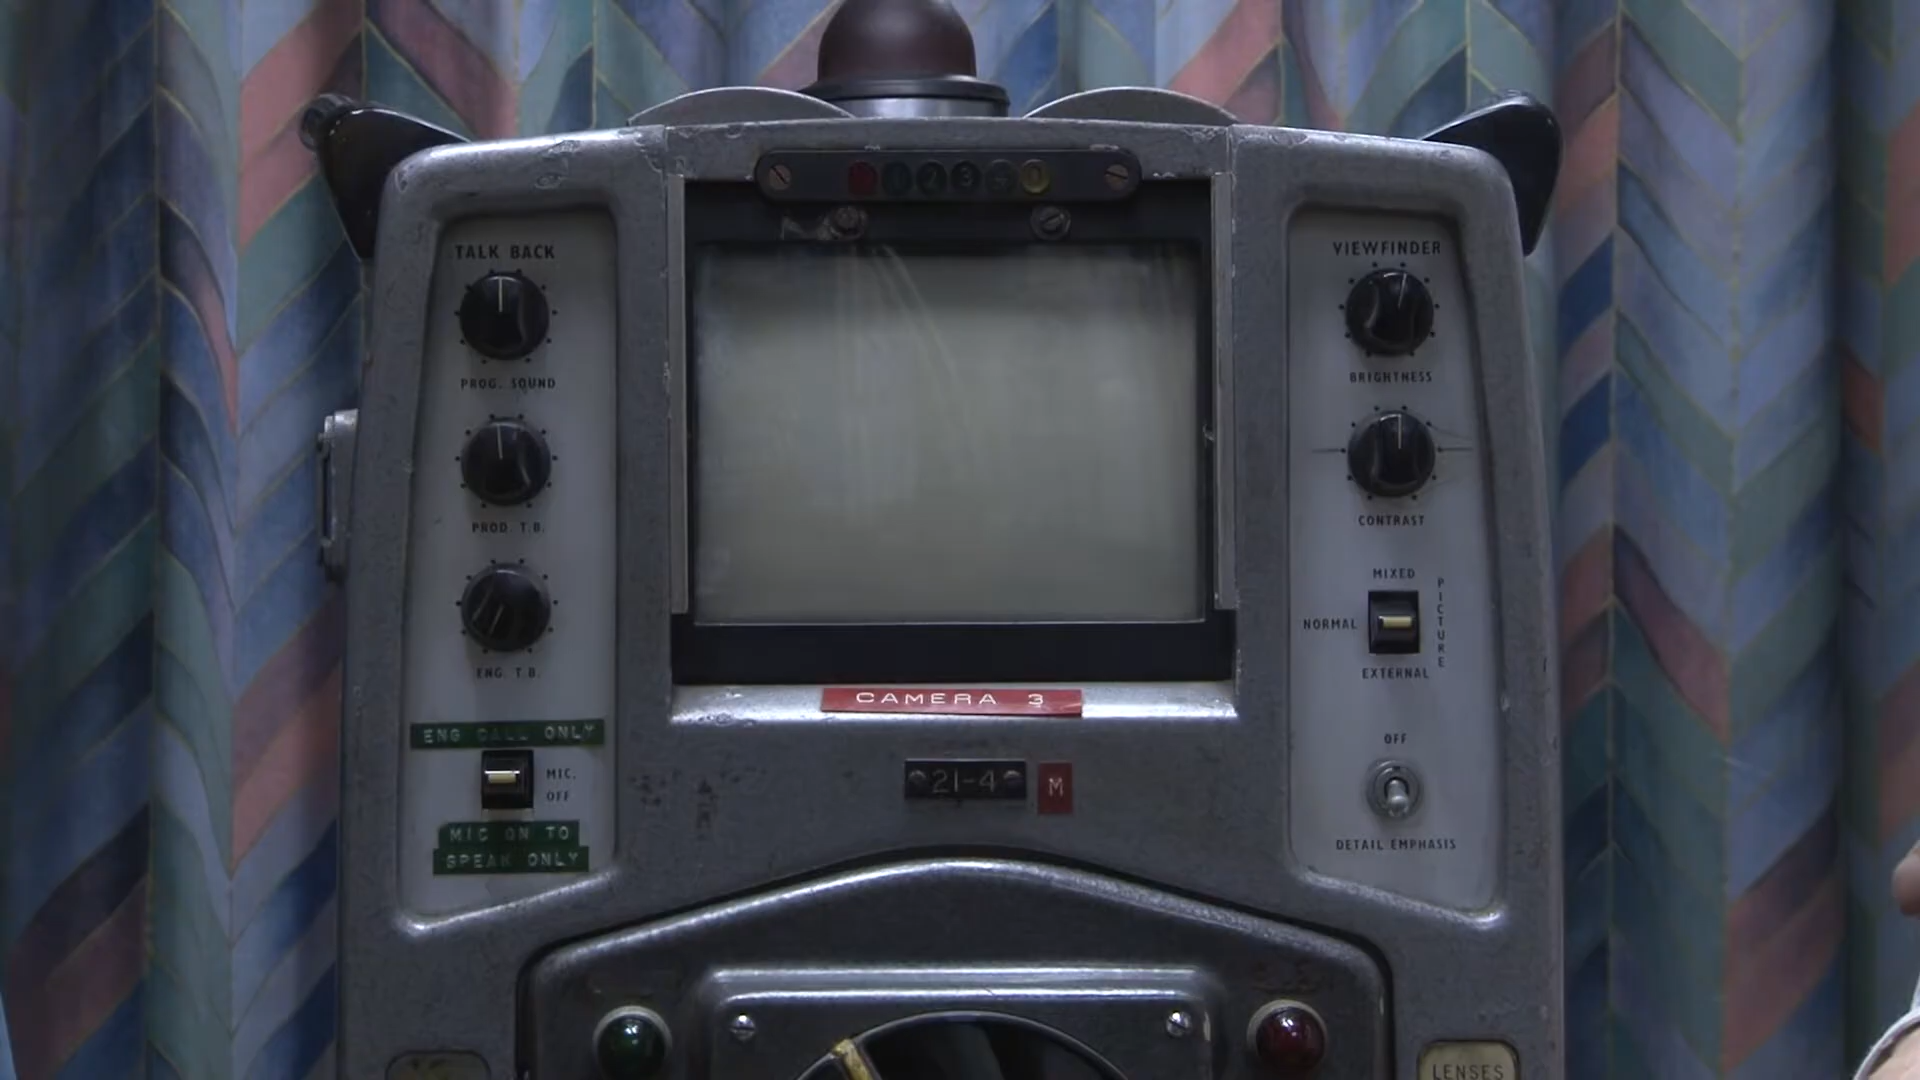 TALK BACK
PROG. SOUND
PROD. T.B.
ENG. T.B.
ENG CALL ONLY
MIC.
OFF
MIC ON TO
SPEAK ONLY
2 3 4
CAMERA 3
21-4
M
VIEWFINDER
BRIGHTNESS
CONTRAST
MIXED
NORMAL
PICTURE
EXTERNAL
OFF
DETAIL EMPHASIS
LENSES